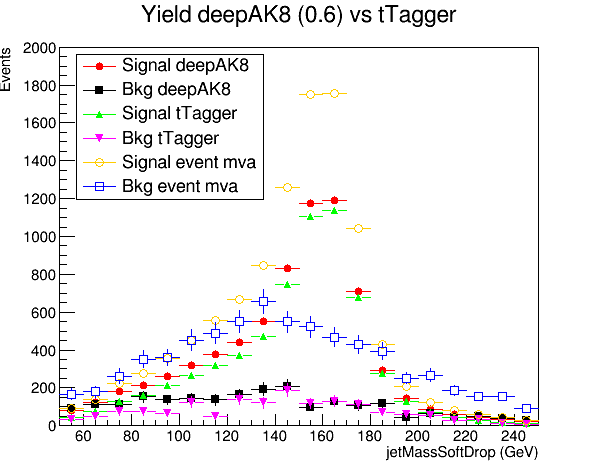 Yield deepAK8 (0.6) vs tTagger
Events
2000
1800
1600
1400
1200
1000
800
600
400
200
0
Signal deepAK8
Bkg deepAK8
Signal tTagger
Bkg tTagger
Signal event mva
Bkg event mva
60 80 100 120 140 160 180 200 220 240
jetMassSoftDrop (GeV)